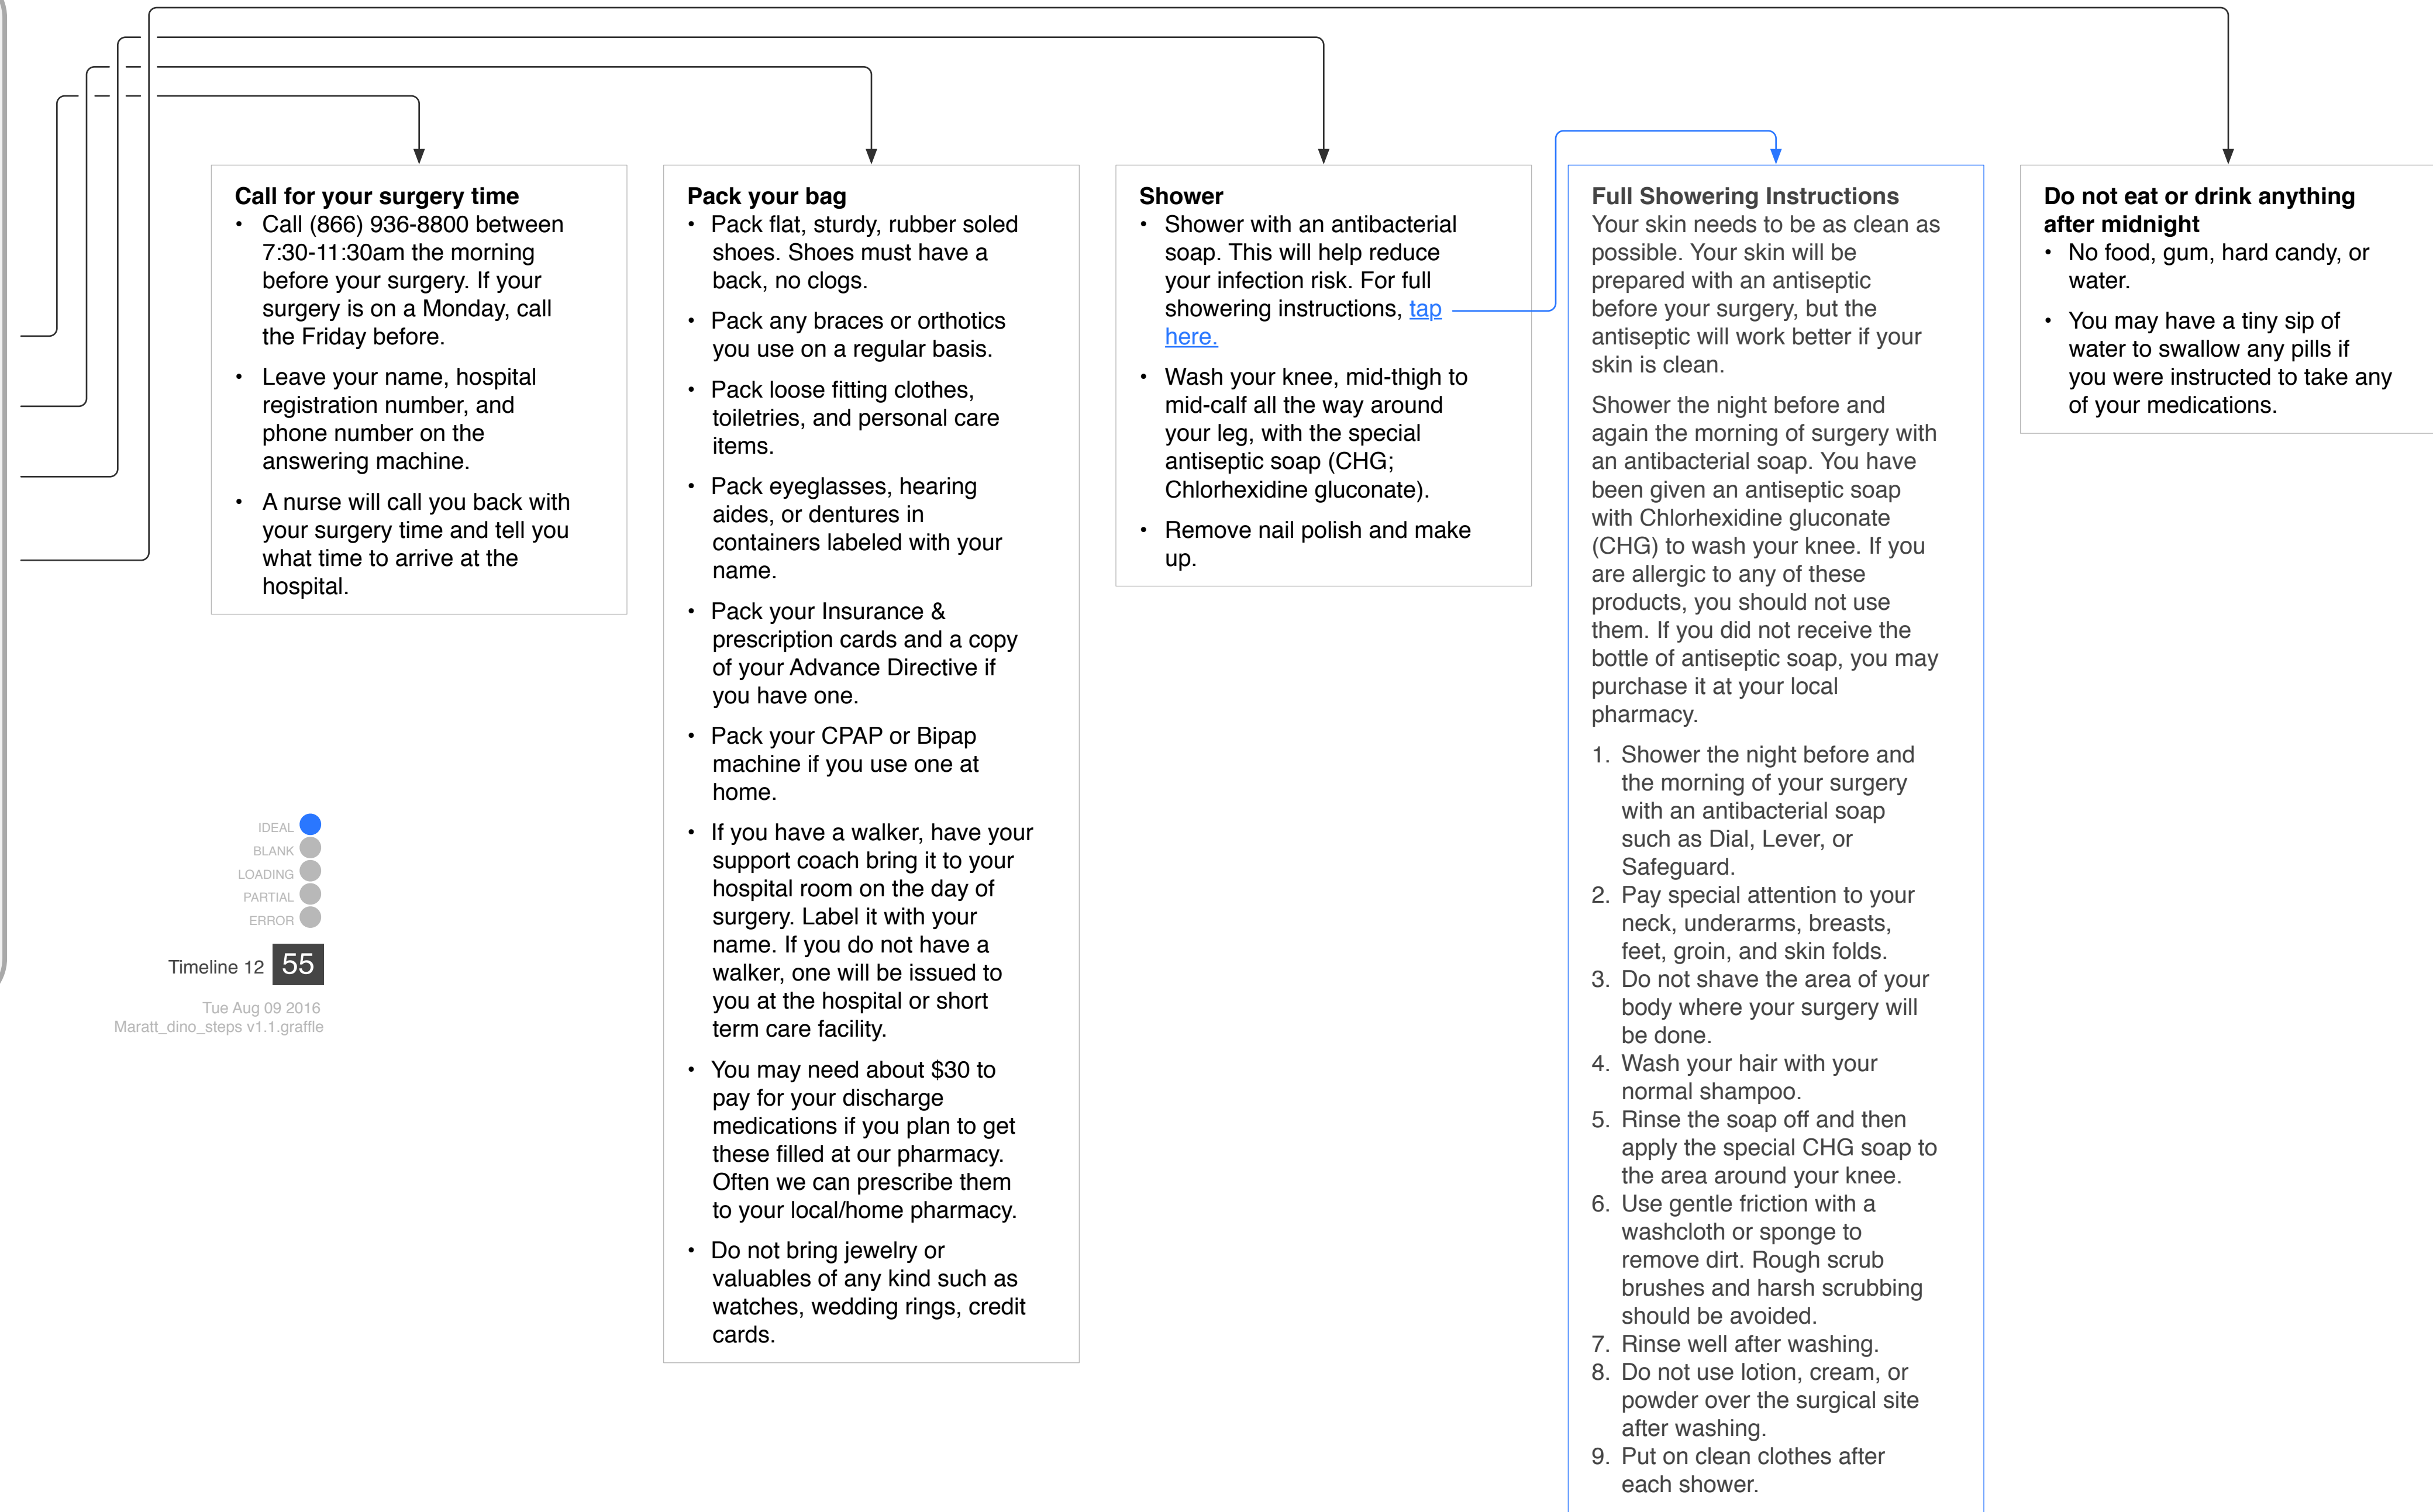 Call for your surgery time
• Call (866) 936-8800 between
7:30-11:30am the morning
before your surgery. If your
surgery is on a Monday, call
the Friday before.
• Leave your name, hospital
registration number, and
phone number on the
answering machine.
• A nurse will call you back with
your surgery time and tell you
what time to arrive at the
hospital.
Pack your bag
• Pack flat, sturdy, rubber soled
shoes. Shoes must have a
back, no clogs.
• Pack any braces or orthotics
you use on a regular basis.
• Pack loose fitting clothes,
toiletries, and personal care
items.
• Pack eyeglasses, hearing
aides, or dentures in
containers labeled with your
name.
• Pack your Insurance &
prescription cards and a copy
of your Advance Directive if
you have one.
• Pack your CPAP or Bipap
machine if you use one at
home.
• If you have a walker, have your
support coach bring it to your
hospital room on the day of
surgery. Label it with your
name. If you do not have a
walker, one will be issued to
you at the hospital or short
term care facility.
• You may need about $30 to
pay for your discharge
medications if you plan to get
these filled at our pharmacy.
Often we can prescribe them
to your local/home pharmacy.
• Do not bring jewelry or
valuables of any kind such as
watches, wedding rings, credit
cards.
Shower
• Shower with an antibacterial
soap. This will help reduce
your infection risk. For full
showering instructions, tap
here.
• Wash your knee, mid-thigh to
mid-calf all the way around
your leg, with the special
antiseptic soap (CHG;
Chlorhexidine gluconate).
• Remove nail polish and make
up.
Full Showering Instructions
Your skin needs to be as clean as
possible. Your skin will be
prepared with an antiseptic
before your surgery, but the
antiseptic will work better if your
skin is clean.
Shower the night before and
again the morning of surgery with
an antibacterial soap. You have
been given an antiseptic soap
with Chlorhexidine gluconate
(CHG) to wash your knee. If you
are allergic to any of these
products, you should not use
them. If you did not receive the
bottle of antiseptic soap, you may
purchase it at your local
pharmacy.
1. Shower the night before and
the morning of your surgery
with an antibacterial soap
such as Dial, Lever, or
Safeguard.
2. Pay special attention to your
neck, underarms, breasts,
feet, groin, and skin folds.
3. Do not shave the area of your
body where your surgery will
be done.
4. Wash your hair with your
normal shampoo.
5. Rinse the soap off and then
apply the special CHG soap to
the area around your knee.
6. Use gentle friction with a
washcloth or sponge to
remove dirt. Rough scrub
brushes and harsh scrubbing
should be avoided.
7. Rinse well after washing.
8. Do not use lotion, cream, or
powder over the surgical site
after washing.
9. Put on clean clothes after
each shower.
Do not eat or drink anything
after midnight
• No food, gum, hard candy, or
water.
• You may have a tiny sip of
water to swallow any pills if
you were instructed to take any
of your medications.
IDEAL
BLANK
LOADING
PARTIAL
ERROR
Timeline 12 55
Tue Aug 09 2016
Maratt_dino_steps v1.1.graffle